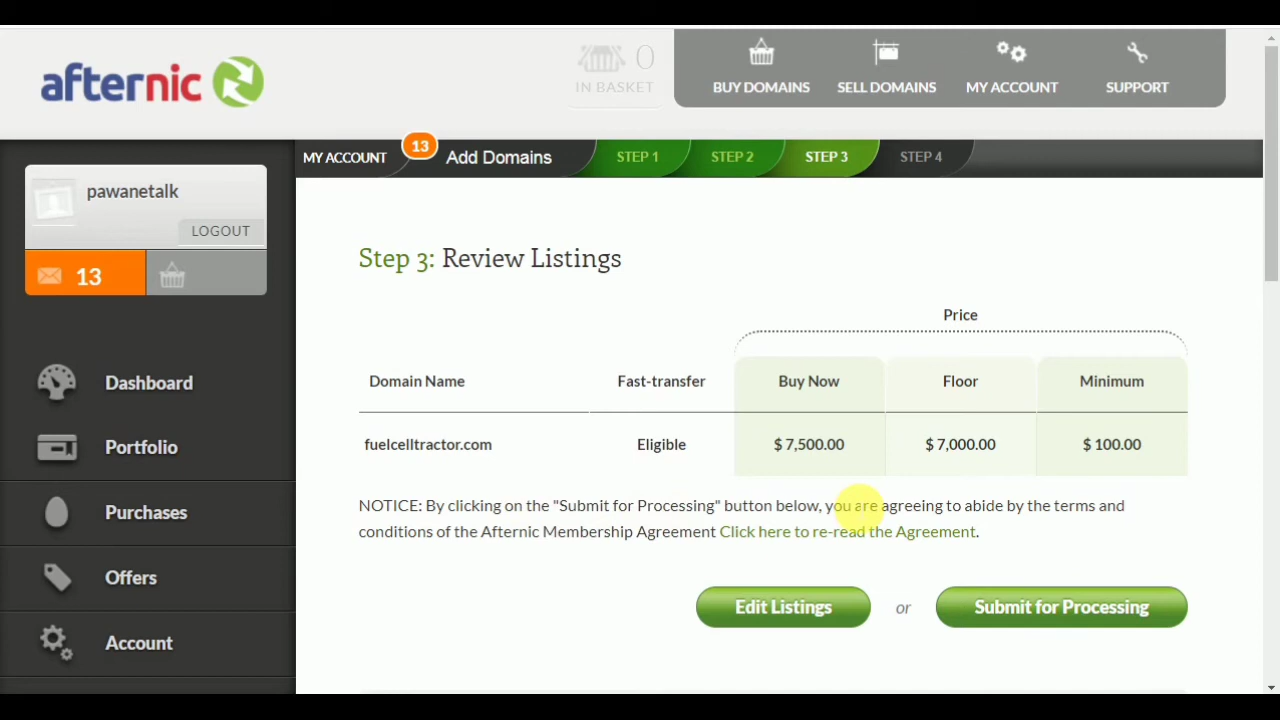 afternic
0
IN BASKET
BUY DOMAINS
SELL DOMAINS
MY ACCOUNT
SUPPORT
MY ACCOUNT
13
Add Domains
STEP 1
STEP 2
STEP 3
STEP 4
pawanetalk
LOGOUT
13
Dashboard
Portfolio
Purchases
Offers
Account
Step 3: Review Listings
Price
Domain Name Fast-transfer Buy Now Floor Minimum
fuelcelltractor.com Eligible $ 7,500.00 $ 7,000.00 $ 100.00
NOTICE: By clicking on the "Submit for Processing" button below, you are agreeing to abide by the terms and
conditions of the Afternic Membership Agreement Click here to re-read the Agreement.
Edit Listings or Submit for Processing